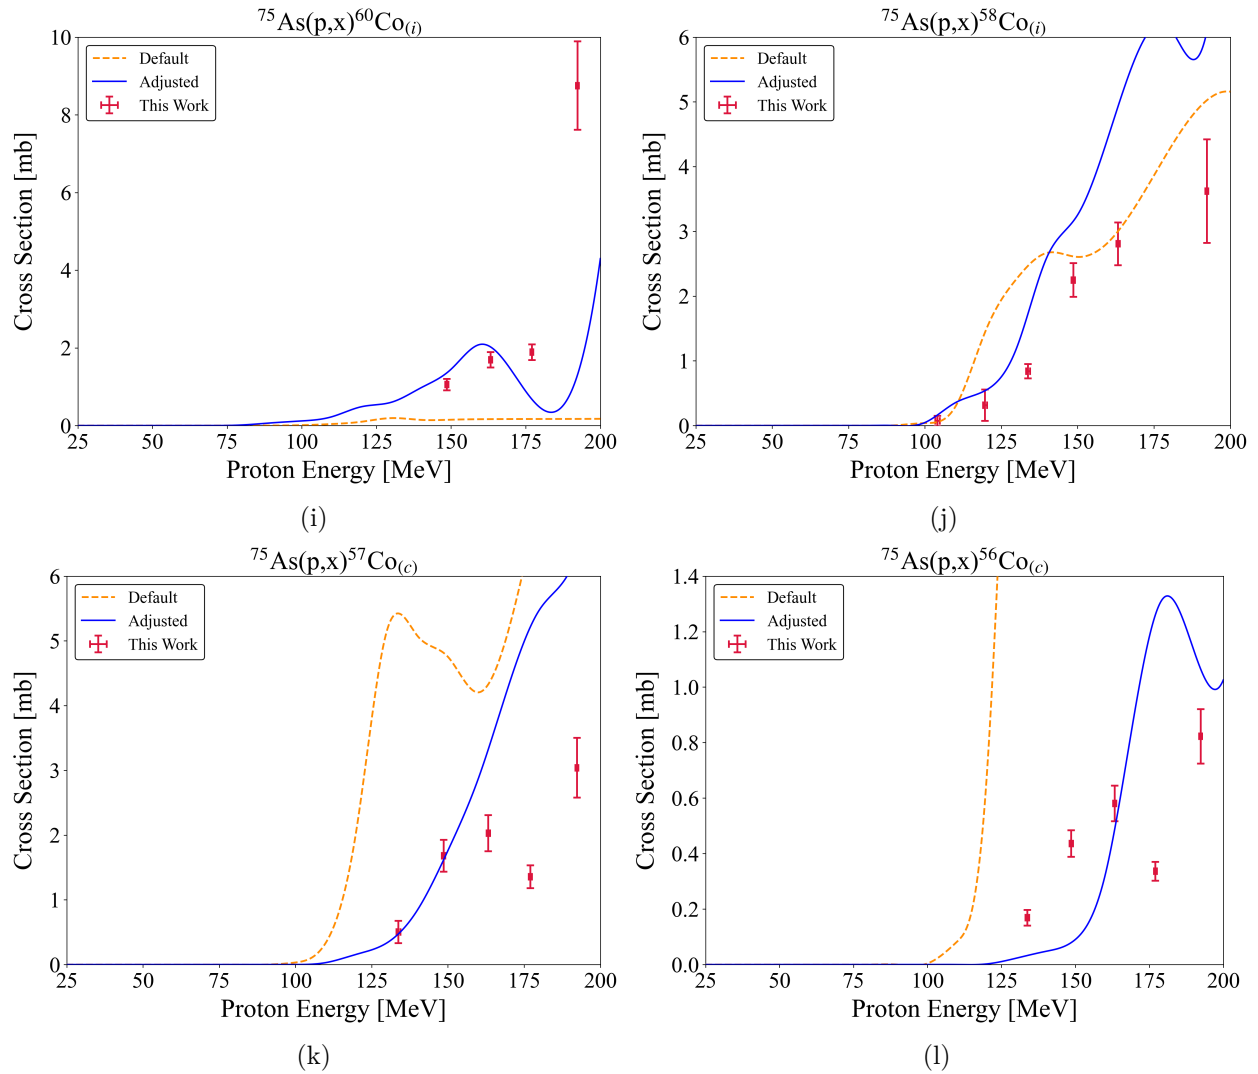 ⁷⁵As(p,x)⁶⁰Co₍ᵢ₎
Default
Adjusted
This Work
Cross Section [mb]
10
8
6
4
2
0
25 50 75 100 125 150 175 200
Proton Energy [MeV]
(i)
⁷⁵As(p,x)⁵⁸Co₍ᵢ₎
Default
Adjusted
This Work
Cross Section [mb]
6
5
4
3
2
1
0
25 50 75 100 125 150 175 200
Proton Energy [MeV]
(j)
⁷⁵As(p,x)⁵⁷Co(c)
Default
Adjusted
This Work
Cross Section [mb]
6
5
4
3
2
1
0
25 50 75 100 125 150 175 200
Proton Energy [MeV]
(k)
⁷⁵As(p,x)⁵⁶Co(c)
Default
Adjusted
This Work
Cross Section [mb]
1.4
1.2
1.0
0.8
0.6
0.4
0.2
0.0
25 50 75 100 125 150 175 200
Proton Energy [MeV]
(l)